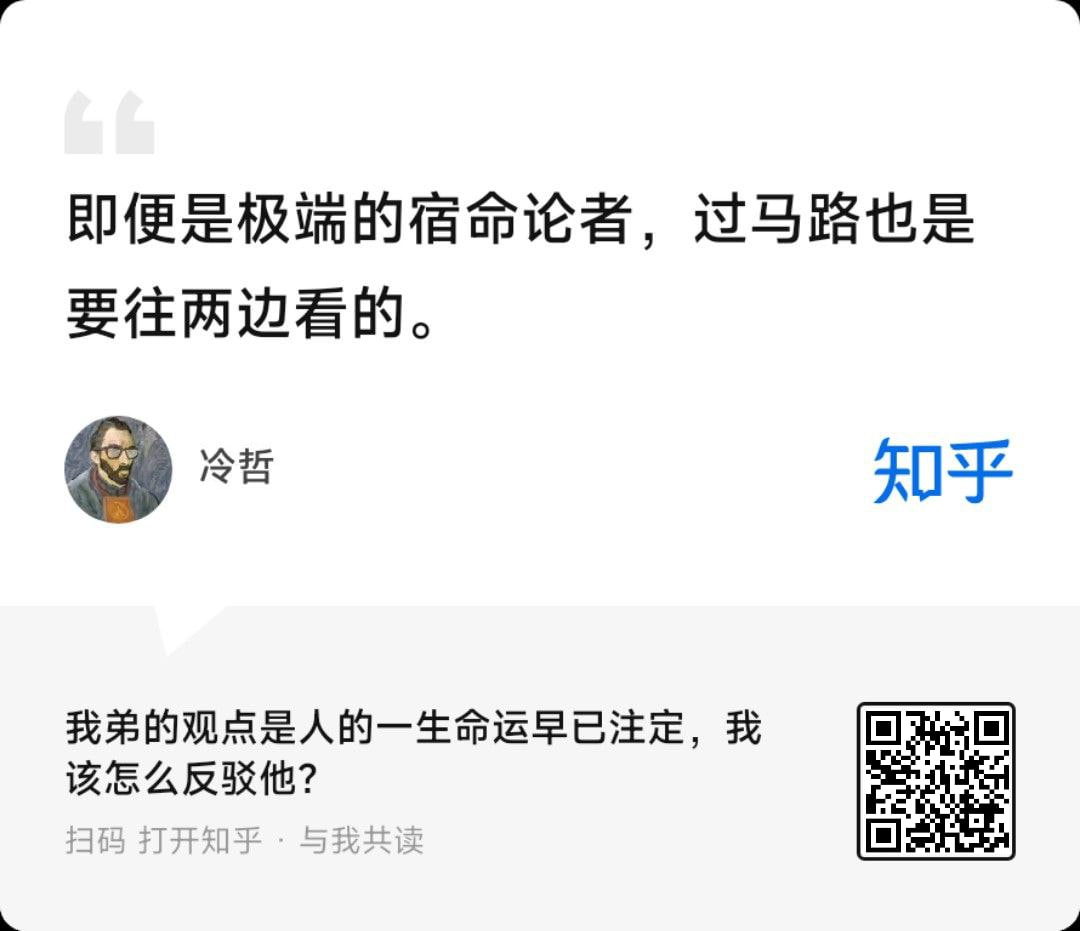 即便是极端的宿命论者，过马路也是
要往两边看的。
冷哲
知乎
我弟的观点是人的一生命运早已注定，我
该怎么反驳他？
扫码 打开知乎 · 与我共读